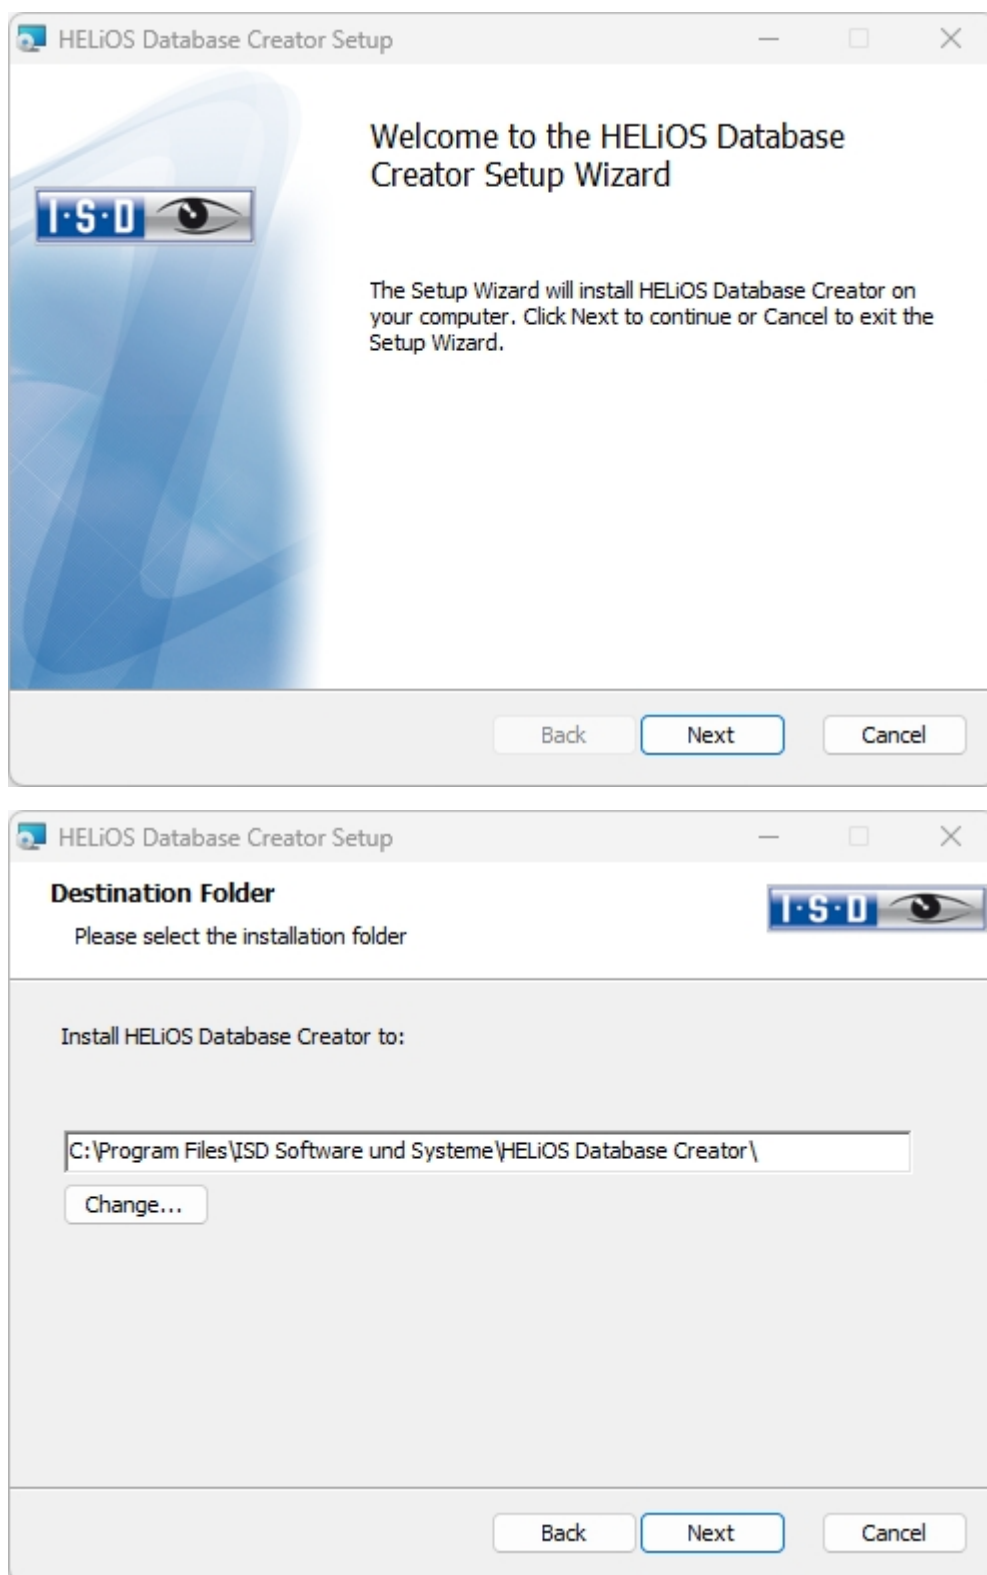 HELiOS Database Creator Setup
Welcome to the HELiOS Database
Creator Setup Wizard
I·S·D
The Setup Wizard will install HELiOS Database Creator on
your computer. Click Next to continue or Cancel to exit the
Setup Wizard.
Back Next Cancel
HELiOS Database Creator Setup
Destination Folder
I·S·D
Please select the installation folder
Install HELiOS Database Creator to:
C:\Program Files\ISD Software und Systeme\HELiOS Database Creator\
Change...
Back Next Cancel